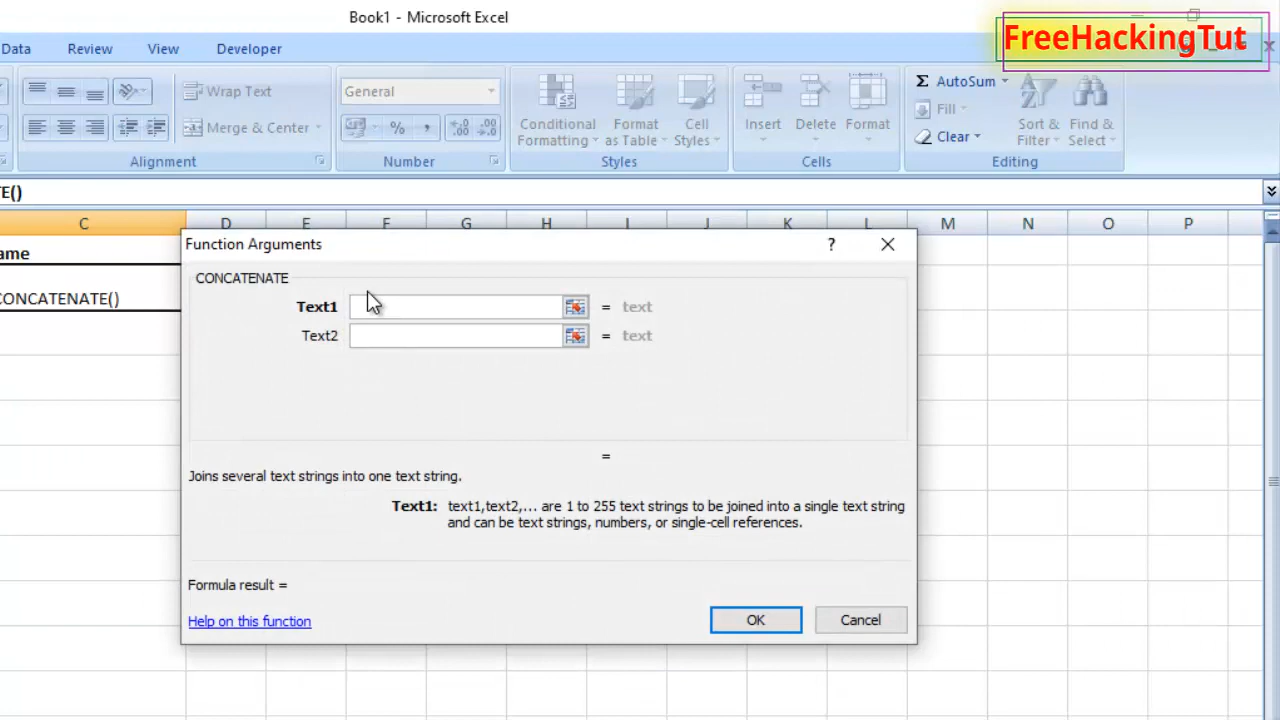 Book1 - Microsoft Excel
FreeHackingTut
Data Review View Developer
Wrap Text General AutoSum
Fill
Merge & Center % , Clear
Conditional Formatting Format as Table Cell Styles Insert Delete Format Sort & Filter Find & Select
Alignment Number Styles Cells Editing
TE()
C D E F G H I J K L M N O P
ame
CONCATENATE()
Function Arguments ?
CONCATENATE
Text1 = text
Text2 = text
=
Joins several text strings into one text string.
Text1: text1,text2,... are 1 to 255 text strings to be joined into a single text string
and can be text strings, numbers, or single-cell references.
Formula result =
Help on this function OK Cancel